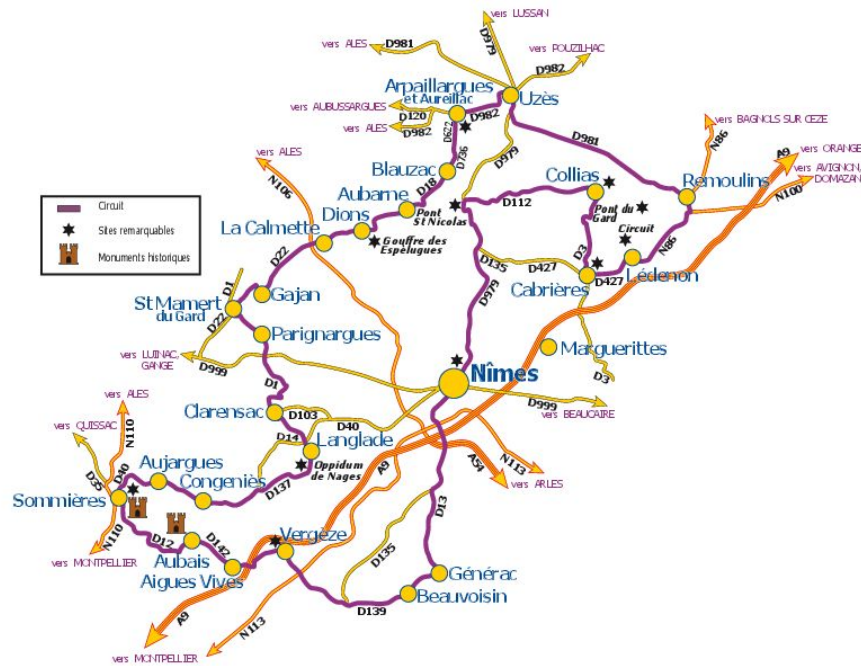 vers LUSSAN
vers ALES
D981
D979
vers POUZILHAC
D982
Arpaillargues
et Aureillac
Uzès
vers AUBUSSARGUES
D120
D982
vers ALES
D982
D622
D736
D979
D981
vers BAGNOLS SUR CEZE
N86
A9
vers ORANGE
vers AVIGNON,
DOMAZAN
N100
vers ALES
N106
Blauzac
D18
Aubarne
Pont
St Nicolas
D112
Collias
Pont du
Gard
Remoulins
Circuit
Sites remarquables
Monuments historiques
La Calmette
Dions
Gouffre des
Espélugues
Circuit
D22
D135
D427
D3
N86
Lédenon
Cabrières
D427
D1
Gajan
D979
St Mamert
du Gard
D22
Parignargues
Marguerittes
D3
vers LUINAC,
GANGE
D999
Nîmes
D1
D999
vers BEAUCAIRE
vers ALES
N110
Clarensac
D103
D40
D14
Langlade
vers QUISSAC
D35
D40
Aujargues
Congeniès
D137
Oppidum
de Nages
A9
N113
A54
vers ARLES
Sommières
D13
N110
D12
D142
Vergèze
D135
vers MONTPELLIER
Aubais
Aigues Vives
Générac
Beauvoisin
D139
A9
N113
vers MONTPELLIER